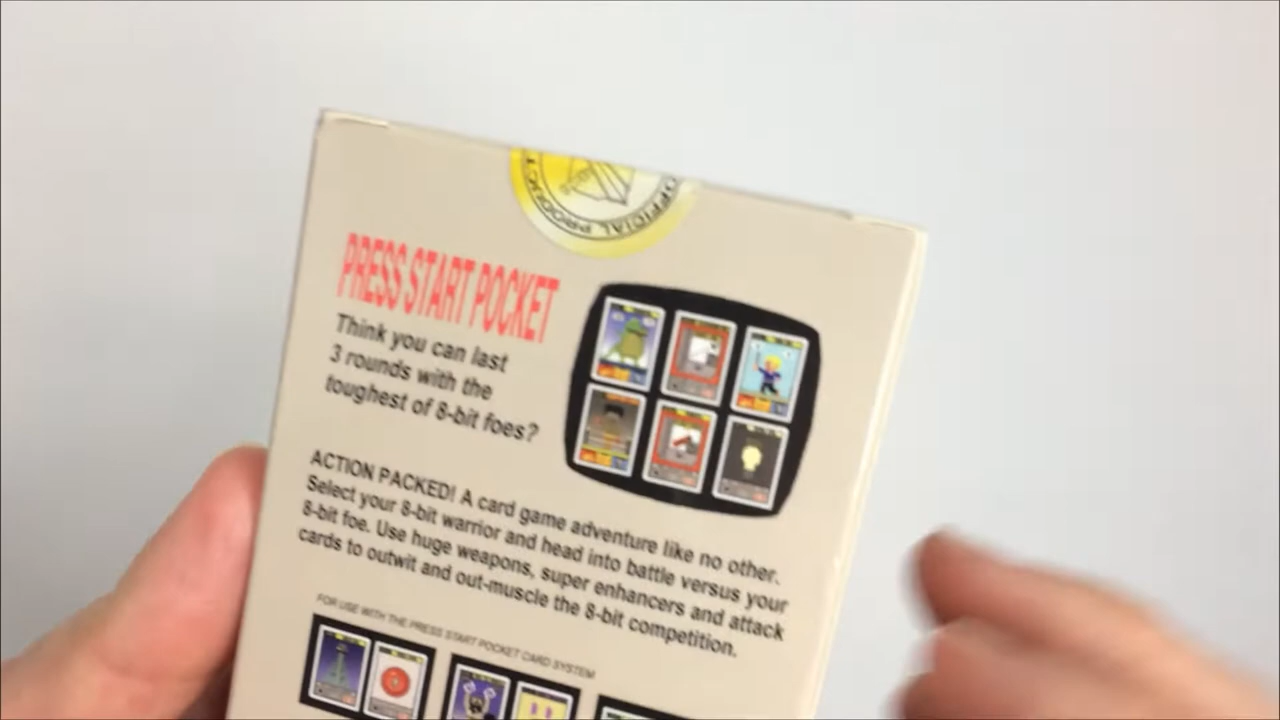 OFFICIAL PRODUCT
PRESS START POCKET
Think you can last
3 rounds with the
toughest of 8-bit foes?
ACTION PACKED! A card game adventure like no other.
Select your 8-bit warrior and head into battle versus your
8-bit foe. Use huge weapons, super enhancers and attack
cards to outwit and out-muscle the 8-bit competition.
FOR USE WITH THE PRESS START POCKET CARD SYSTEM